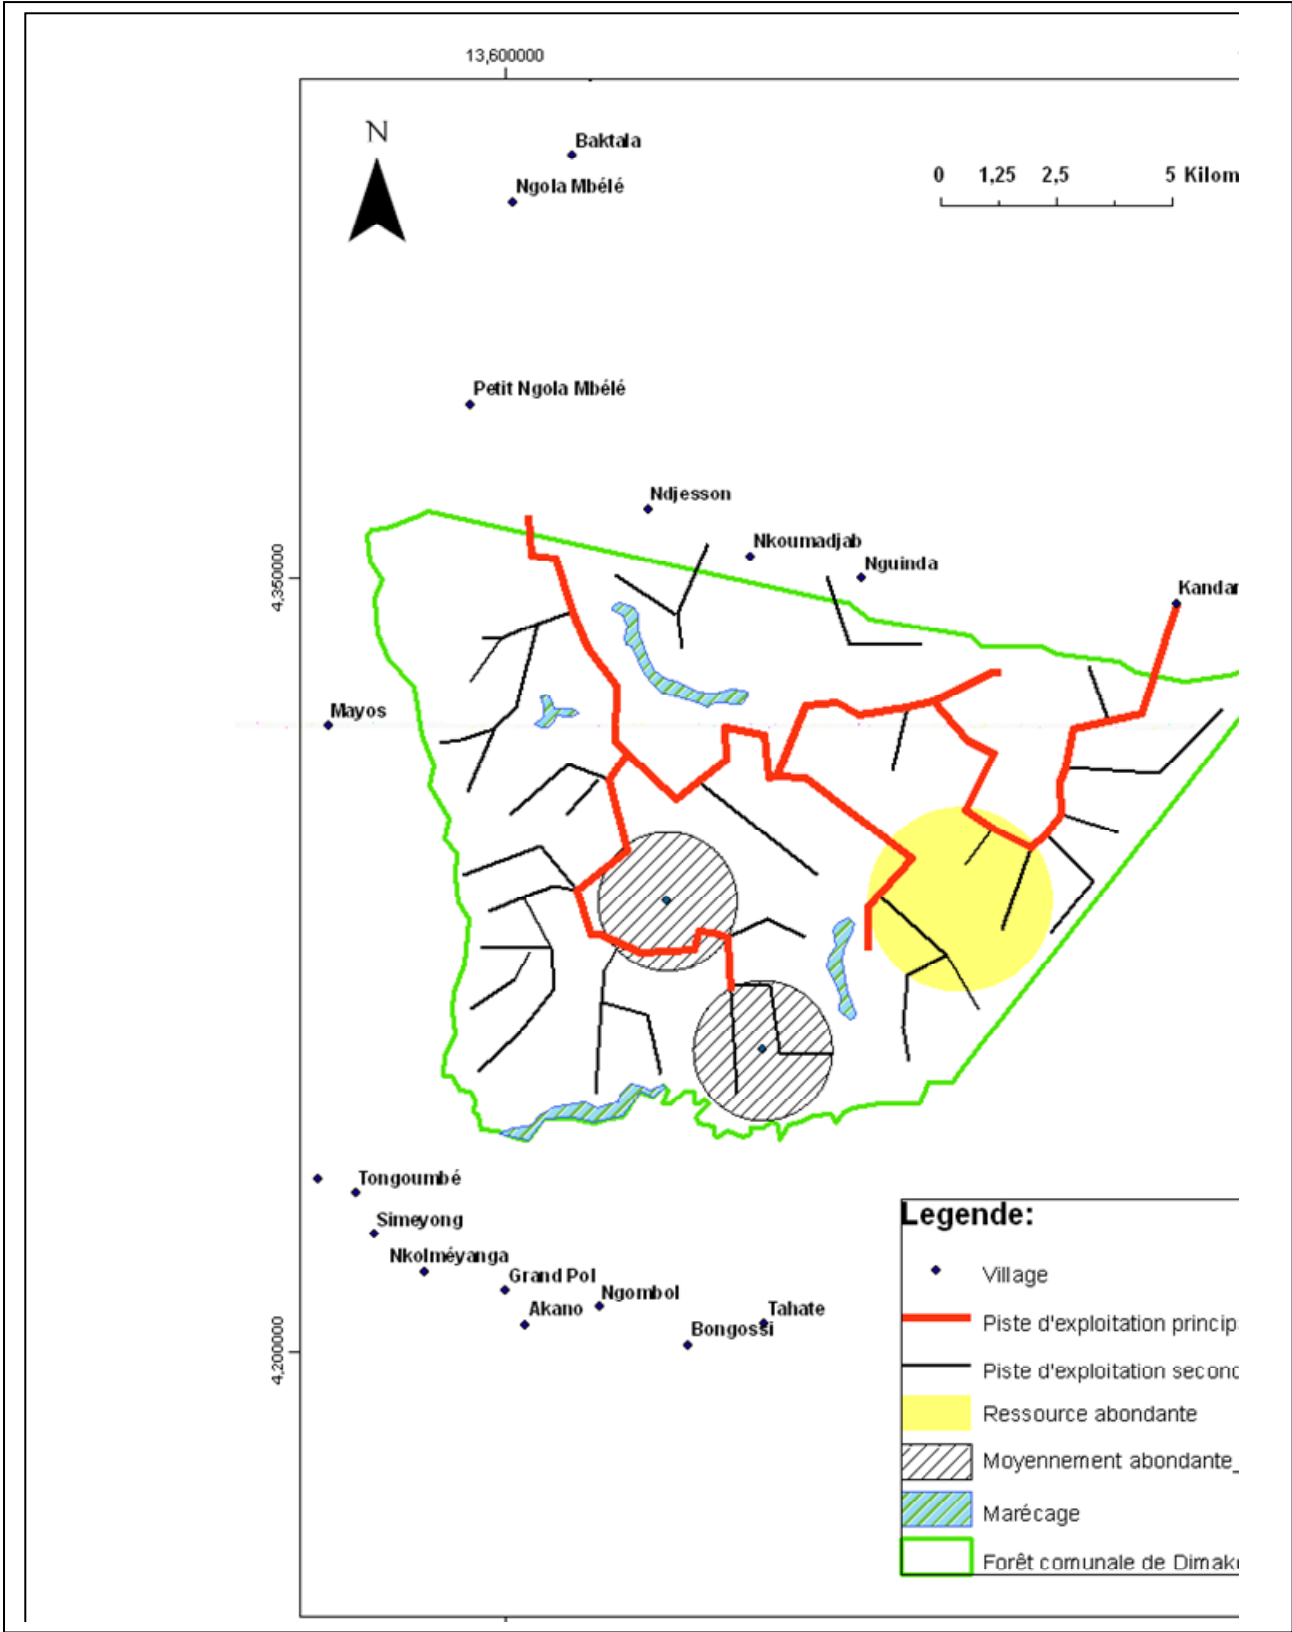 13,600000
N
Baktala
Ngola Mbélé
0 1,25 2,5 5 Kilom
Petit Ngola Mbélé
Ndjesson
Nkoumadjab
Nguinda
Kandar
4,350000
Mayos
Tongoumbé
Simeyong
Nkolméyanga
Grand Pol
Ngombol
Akano
Tahate
Bongossi
4,200000
Legende:
Village
Piste d'exploitation princip
Piste d'exploitation second
Ressource abondante
Moyennement abondante_
Marécage
Forêt comunale de Dimak